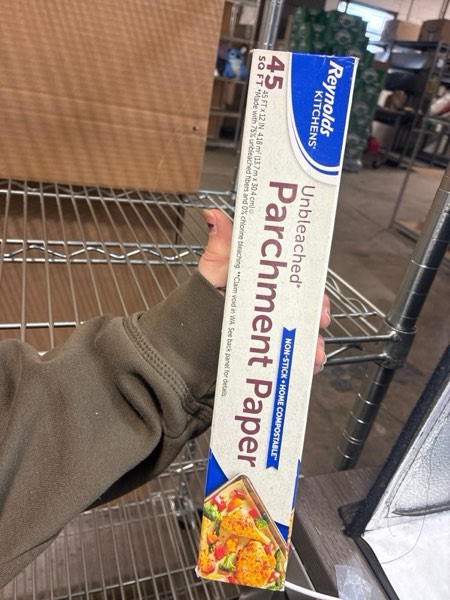 Reynolds
KITCHENS®
45
SQ FT
45 FT x 12 IN 4.18 m² (13.7 m x 30.4 cm)
*Made with 75% unbleached fibers and 0% chlorine bleaching. **Claim void in WA. See back panel for details.
Unbleached*
Parchment Paper
NON-STICK • HOME COMPOSTABLE**